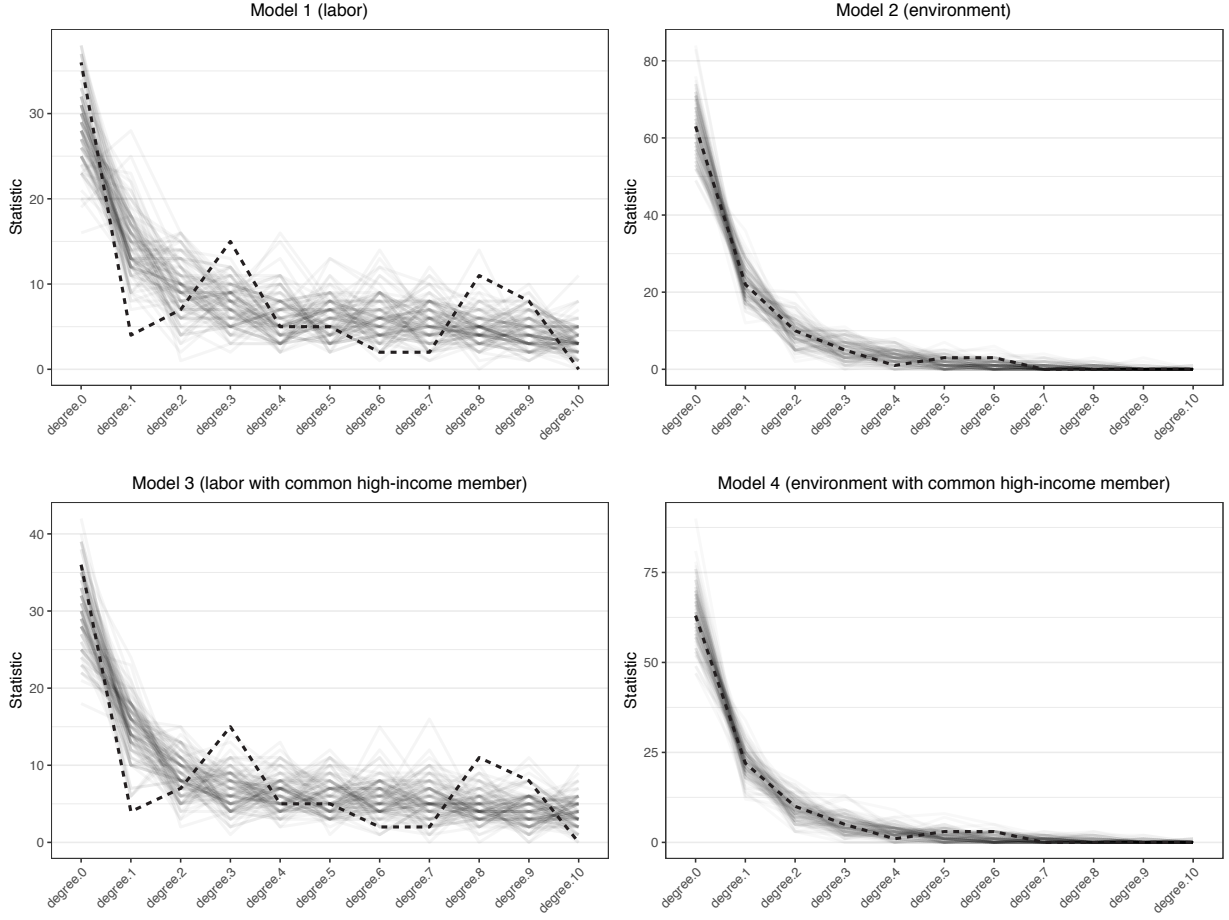 Model 1 (labor)
Statistic
30
20
10
0
degree.0 degree.1 degree.2 degree.3 degree.4 degree.5 degree.6 degree.7 degree.8 degree.9 degree.10
Model 2 (environment)
Statistic
80
60
40
20
0
degree.0 degree.1 degree.2 degree.3 degree.4 degree.5 degree.6 degree.7 degree.8 degree.9 degree.10
Model 3 (labor with common high-income member)
Statistic
40
30
20
10
0
degree.0 degree.1 degree.2 degree.3 degree.4 degree.5 degree.6 degree.7 degree.8 degree.9 degree.10
Model 4 (environment with common high-income member)
Statistic
75
50
25
0
degree.0 degree.1 degree.2 degree.3 degree.4 degree.5 degree.6 degree.7 degree.8 degree.9 degree.10